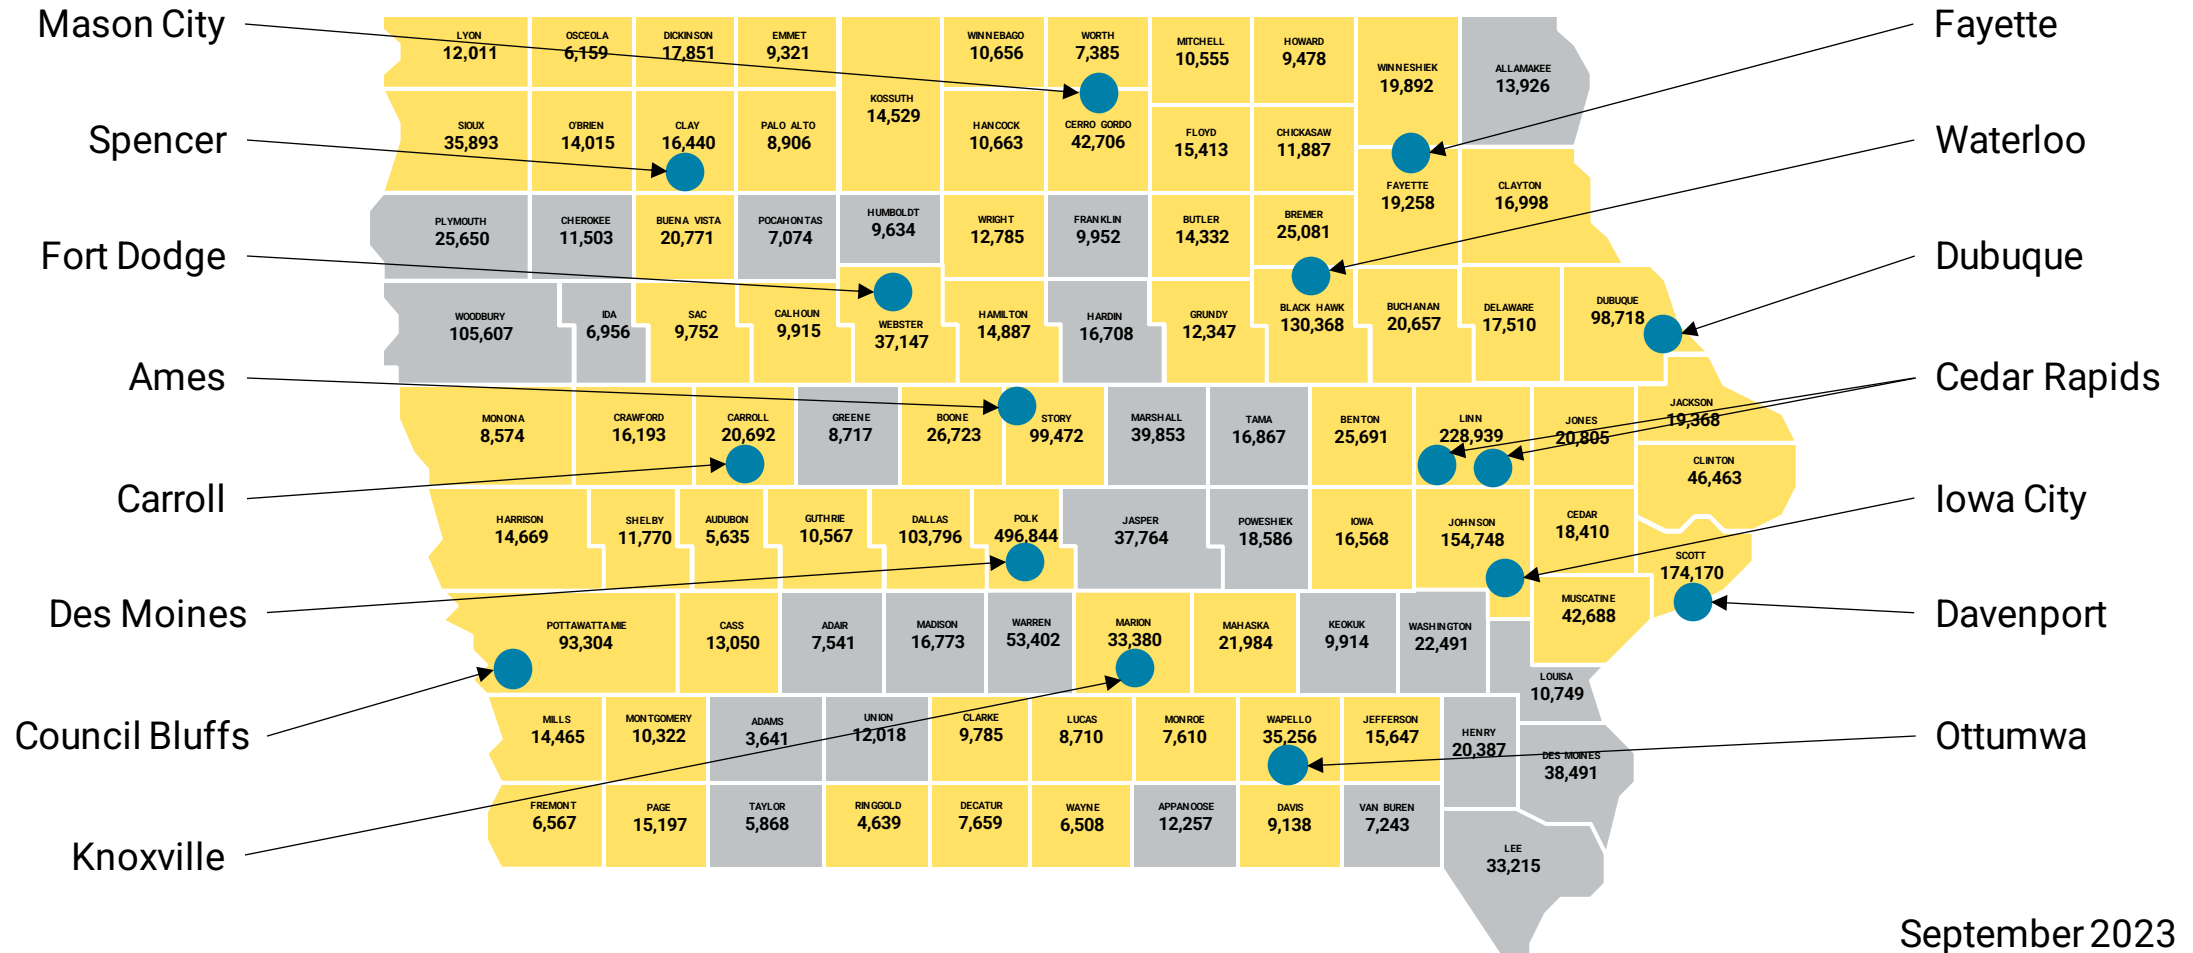 Mason City
Spencer
Fort Dodge
Ames
Carroll
Des Moines
Council Bluffs
Knoxville
LYON
12,011
OSCEOLA
6,159
DICKINSON
17,851
EMMET
9,321
KOSSUTH
14,529
WINNEBAGO
10,656
WORTH
7,385
MITCHELL
10,555
HOWARD
9,478
WINNESHIEK
19,892
ALLAMAKEE
13,926
SIOUX
35,893
O'BRIEN
14,015
CLAY
16,440
PALO ALTO
8,906
HANCOCK
10,663
CERRO GORDO
42,706
FLOYD
15,413
CHICKASAW
11,887
FAYETTE
19,258
CLAYTON
16,998
PLYMOUTH
25,650
CHEROKEE
11,503
BUENA VISTA
20,771
POCAHONTAS
7,074
HUMBOLDT
9,634
WRIGHT
12,785
FRANKLIN
9,952
BUTLER
14,332
BREMER
25,081
WOODBURY
105,607
IDA
6,956
SAC
9,752
CALHOUN
9,915
WEBSTER
37,147
HAMILTON
14,887
HARDIN
16,708
GRUNDY
12,347
BLACK HAWK
130,368
BUCHANAN
20,657
DELAWARE
17,510
DUBUQUE
98,718
MONONA
8,574
CRAWFORD
16,193
CARROLL
20,692
GREENE
8,717
BOONE
26,723
STORY
99,472
MARSHALL
39,853
TAMA
16,867
BENTON
25,691
LINN
228,939
JONES
20,805
JACKSON
19,368
CLINTON
46,463
HARRISON
14,669
SHELBY
11,770
AUDUBON
5,635
GUTHRIE
10,567
DALLAS
103,796
POLK
496,844
JASPER
37,764
POWESHIEK
18,586
IOWA
16,568
JOHNSON
154,748
CEDAR
18,410
SCOTT
174,170
MUSCATINE
42,688
POTTAWATTAMIE
93,304
CASS
13,050
ADAIR
7,541
MADISON
16,773
WARREN
53,402
MARION
33,380
MAHASKA
21,984
KEOKUK
9,914
WASHINGTON
22,491
LOUISA
10,749
MILLS
14,465
MONTGOMERY
10,322
ADAMS
3,641
UNION
12,018
CLARKE
9,785
LUCAS
8,710
MONROE
7,610
WAPELLO
35,256
JEFFERSON
15,647
HENRY
20,387
DES MOINES
38,491
FREMONT
6,567
PAGE
15,197
TAYLOR
5,868
RINGGOLD
4,639
DECATUR
7,659
WAYNE
6,508
APPANOOSE
12,257
DAVIS
9,138
VAN BUREN
7,243
LEE
33,215
Fayette
Waterloo
Dubuque
Cedar Rapids
Iowa City
Davenport
Ottumwa
September 2023